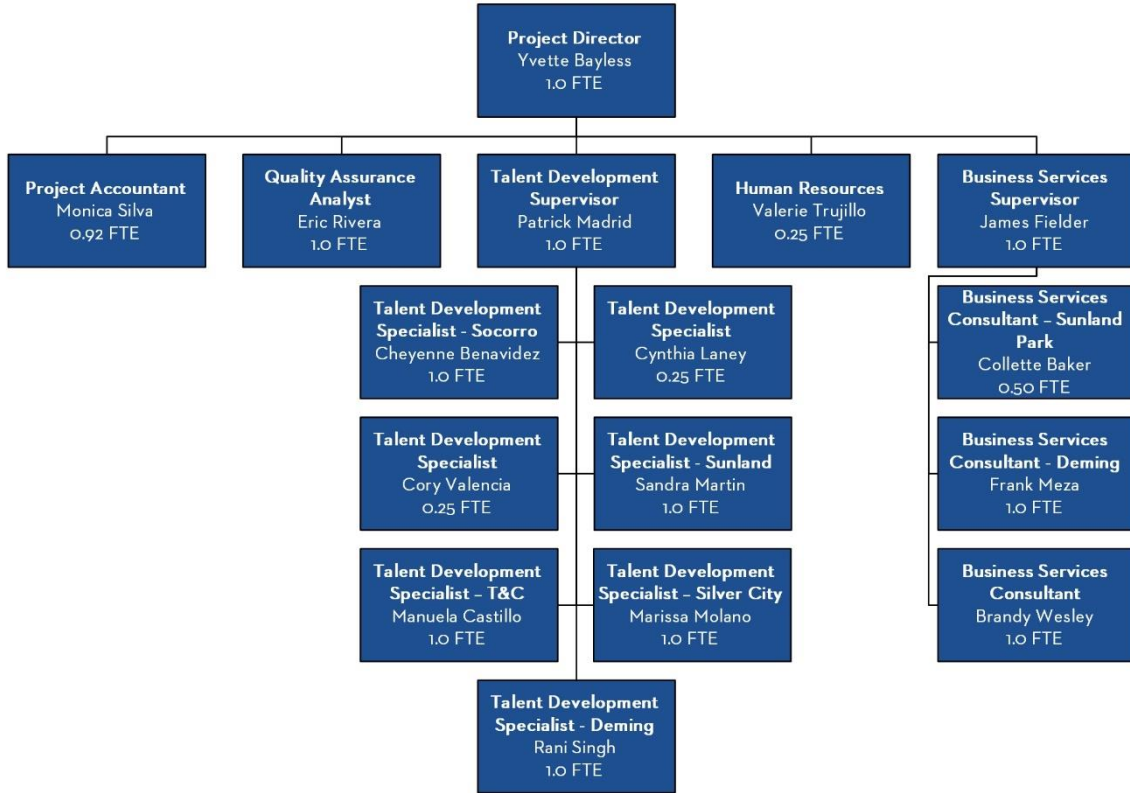 Project Director
Yvette Bayless
1.0 FTE
Project Accountant
Monica Silva
0.92 FTE
Quality Assurance
Analyst
Eric Rivera
1.0 FTE
Talent Development
Supervisor
Patrick Madrid
1.0 FTE
Human Resources
Valerie Trujillo
0.25 FTE
Business Services
Supervisor
James Fielder
1.0 FTE
Talent Development
Specialist - Socorro
Cheyenne Benavidez
1.0 FTE
Talent Development
Specialist
Cynthia Laney
0.25 FTE
Business Services
Consultant – Sunland
Park
Collette Baker
0.50 FTE
Talent Development
Specialist
Cory Valencia
0.25 FTE
Talent Development
Specialist - Sunland
Sandra Martin
1.0 FTE
Business Services
Consultant - Deming
Frank Meza
1.0 FTE
Talent Development
Specialist – T&C
Manuela Castillo
1.0 FTE
Talent Development
Specialist – Silver City
Marissa Molano
1.0 FTE
Business Services
Consultant
Brandy Wesley
1.0 FTE
Talent Development
Specialist - Deming
Rani Singh
1.0 FTE